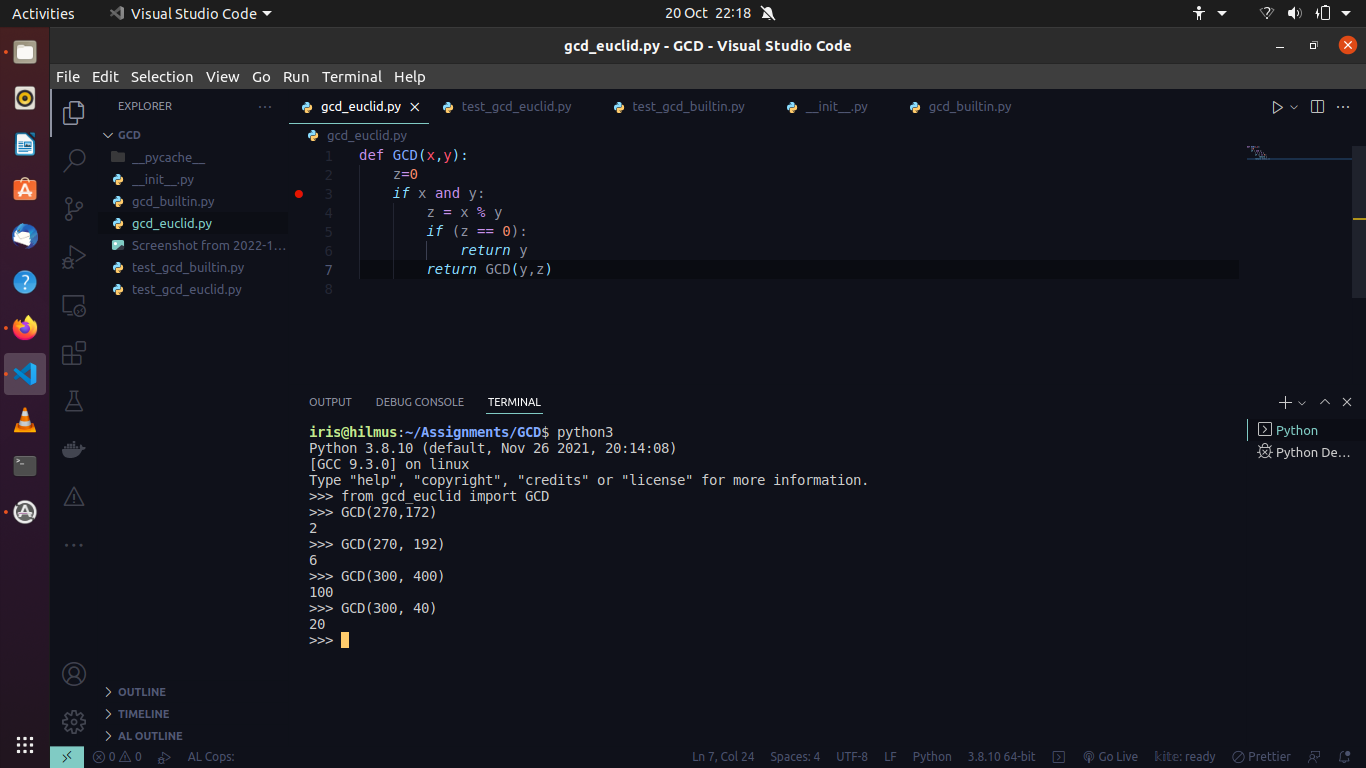 Activities Visual Studio Code 20 Oct 22:18
gcd_euclid.py - GCD - Visual Studio Code
File Edit Selection View Go Run Terminal Help
EXPLORER ···
GCD
__pycache__
__init__.py
gcd_builtin.py
gcd_euclid.py
Screenshot from 2022-1...
test_gcd_builtin.py
test_gcd_euclid.py
OUTLINE
TIMELINE
AL OUTLINE
gcd_euclid.py test_gcd_euclid.py test_gcd_builtin.py __init__.py gcd_builtin.py
gcd_euclid.py
1 def GCD(x,y):
2     z=0
3     if x and y:
4         z = x % y
5         if (z == 0):
6             return y
7         return GCD(y,z)
8
OUTPUT DEBUG CONSOLE TERMINAL
iris@hilmus:~/Assignments/GCD$ python3
Python 3.8.10 (default, Nov 26 2021, 20:14:08)
[GCC 9.3.0] on linux
Type "help", "copyright", "credits" or "license" for more information.
>>> from gcd_euclid import GCD
>>> GCD(270,172)
2
>>> GCD(270, 192)
6
>>> GCD(300, 400)
100
>>> GCD(300, 40)
20
>>>
Python
Python De...
0 0 AL Cops: Ln 7, Col 24 Spaces: 4 UTF-8 LF Python 3.8.10 64-bit Go Live kite: ready Prettier